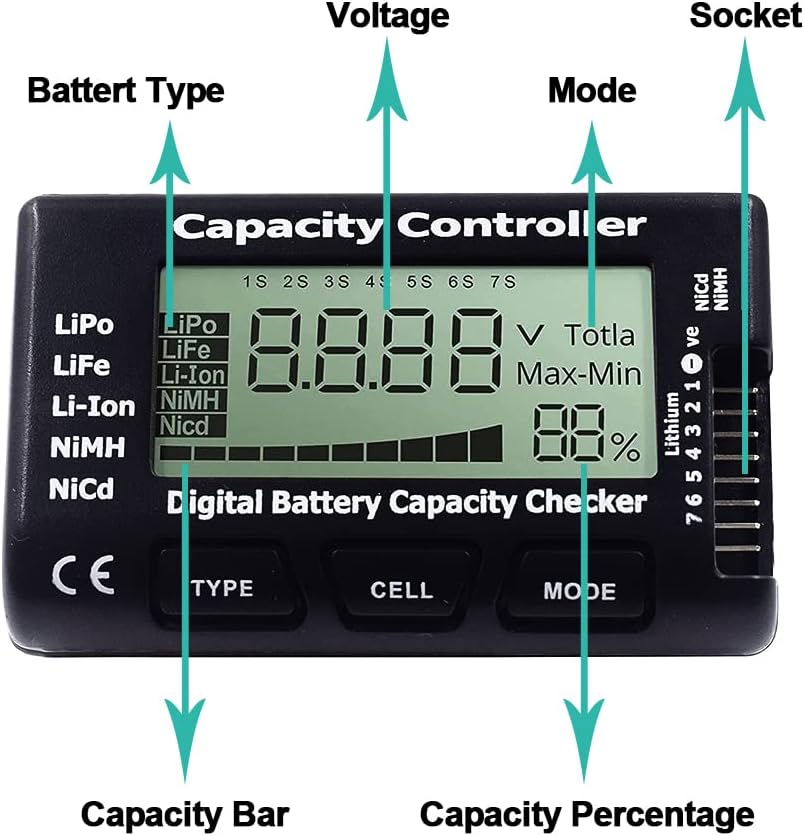 Voltage
Socket
Battert Type
Mode
Capacity Controller
1S 2S 3S 4S 5S 6S 7S
NiCd
NiMH
LiPo
LiFe
Li-Ion
NiMH
NiCd
LiPo
LiFe
Li-Ion
NiMH
Nicd
8.8.8.8 V Totla
Max-Min
88%
Lithium
7 6 5 4 3 2 1 - ve
Digital Battery Capacity Checker
CE
TYPE
CELL
MODE
Capacity Bar
Capacity Percentage